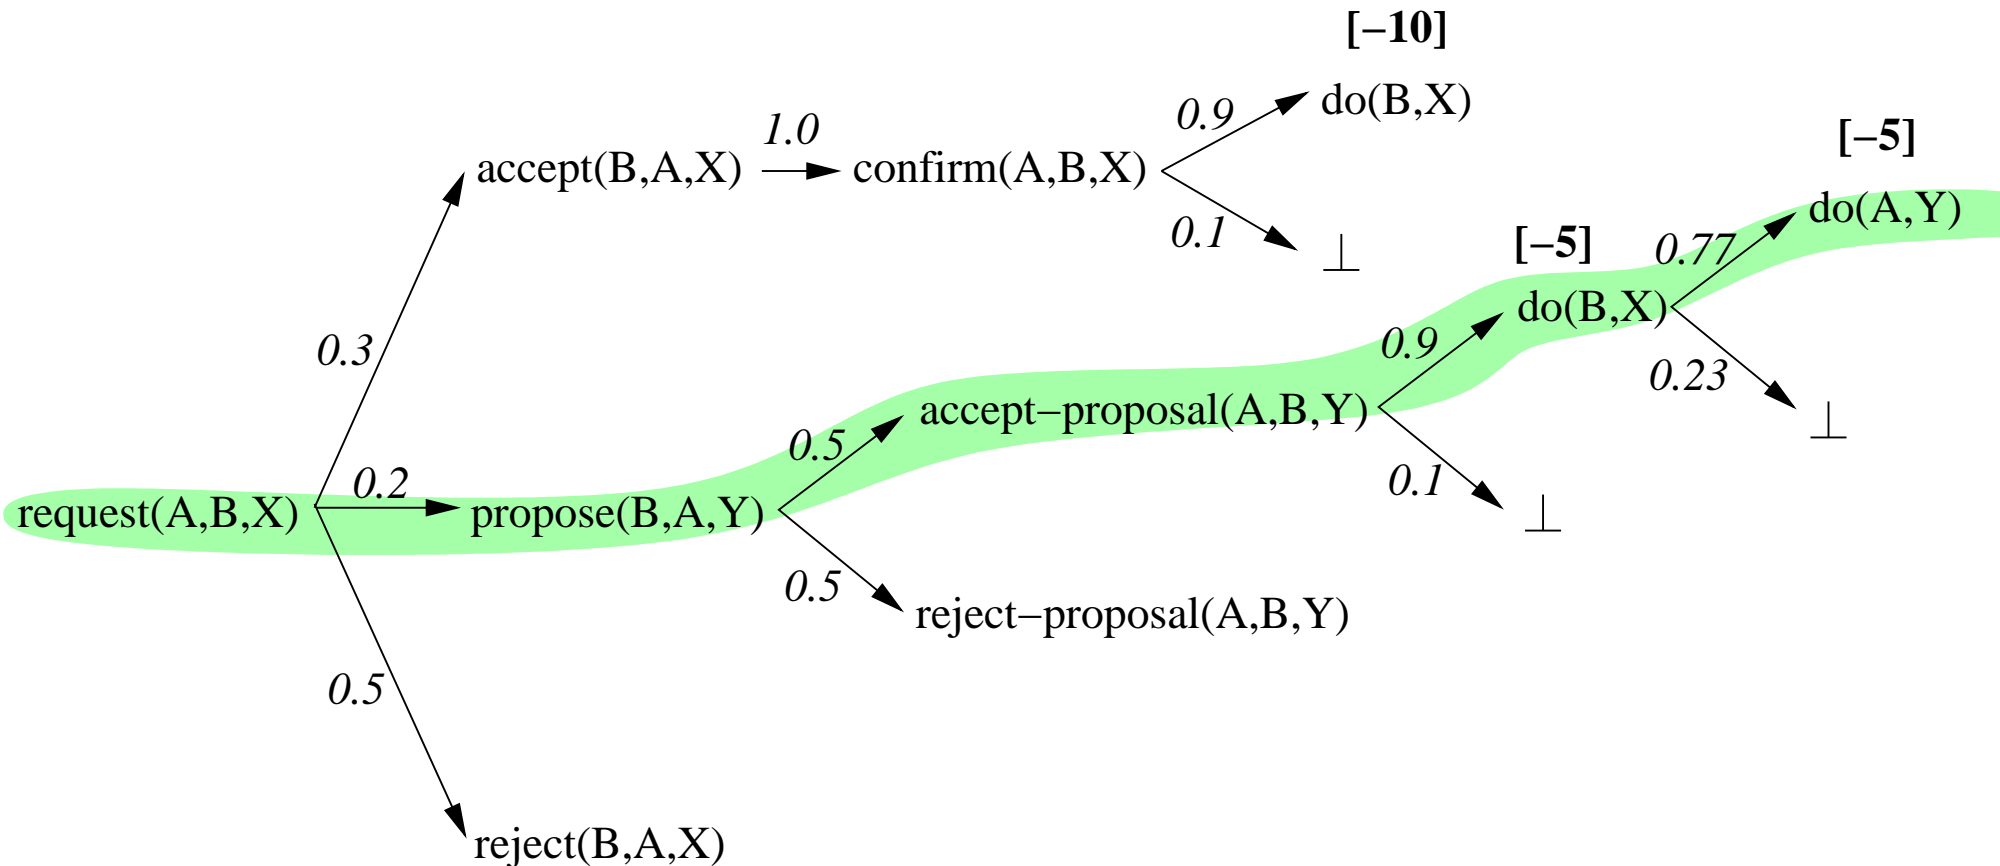 [−10]
do(B,X)
0.9
1.0
[−5]
accept(B,A,X)
confirm(A,B,X)
do(A,Y)
0.1
⊥
[−5]
0.77
0.3
do(B,X)
0.9
0.23
accept−proposal(A,B,Y)
⊥
0.5
0.2
0.1
request(A,B,X)
propose(B,A,Y)
⊥
0.5
reject−proposal(A,B,Y)
0.5
reject(B,A,X)